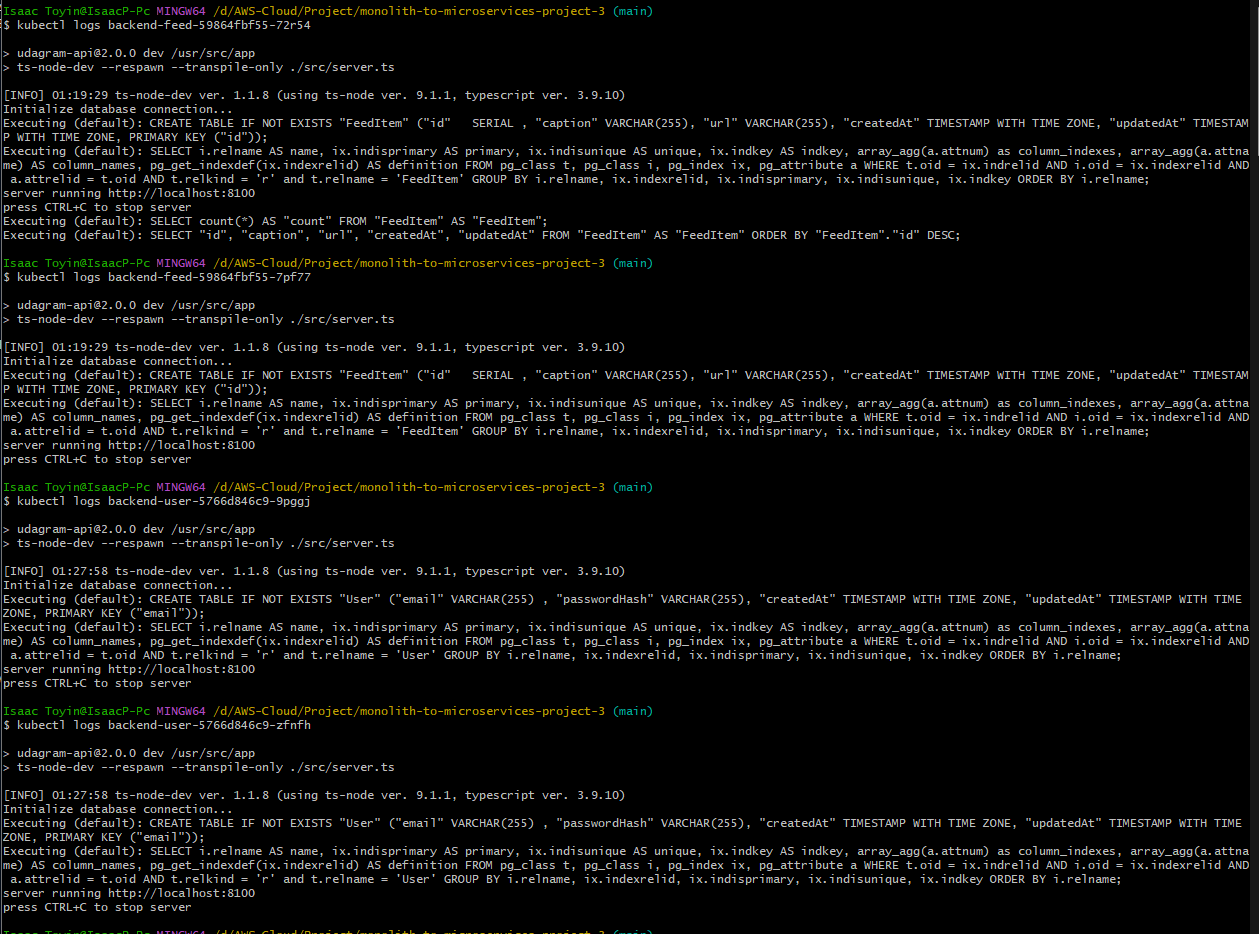 Isaac Toyin@IsaacP-Pc MINGW64 /d/AWS-Cloud/Project/monolith-to-microservices-project-3 (main)
$ kubectl logs backend-feed-59864fbf55-72r54
> udagram-api@2.0.0 dev /usr/src/app
> ts-node-dev --respawn --transpile-only ./src/server.ts
[INFO] 01:19:29 ts-node-dev ver. 1.1.8 (using ts-node ver. 9.1.1, typescript ver. 3.9.10)
Initialize database connection...
Executing (default): CREATE TABLE IF NOT EXISTS "FeedItem" ("id"   SERIAL , "caption" VARCHAR(255), "url" VARCHAR(255), "createdAt" TIMESTAMP WITH TIME ZONE, "updatedAt" TIMESTAM
P WITH TIME ZONE, PRIMARY KEY ("id"));
Executing (default): SELECT i.relname AS name, ix.indisprimary AS primary, ix.indisunique AS unique, ix.indkey AS indkey, array_agg(a.attnum) as column_indexes, array_agg(a.attna
me) AS column_names, pg_get_indexdef(ix.indexrelid) AS definition FROM pg_class t, pg_class i, pg_index ix, pg_attribute a WHERE t.oid = ix.indrelid AND i.oid = ix.indexrelid AND
 a.attrelid = t.oid AND t.relkind = 'r' and t.relname = 'FeedItem' GROUP BY i.relname, ix.indexrelid, ix.indisprimary, ix.indisunique, ix.indkey ORDER BY i.relname;
server running http://localhost:8100
press CTRL+C to stop server
Executing (default): SELECT count(*) AS "count" FROM "FeedItem" AS "FeedItem";
Executing (default): SELECT "id", "caption", "url", "createdAt", "updatedAt" FROM "FeedItem" AS "FeedItem" ORDER BY "FeedItem"."id" DESC;
Isaac Toyin@IsaacP-Pc MINGW64 /d/AWS-Cloud/Project/monolith-to-microservices-project-3 (main)
$ kubectl logs backend-feed-59864fbf55-7pf77
> udagram-api@2.0.0 dev /usr/src/app
> ts-node-dev --respawn --transpile-only ./src/server.ts
[INFO] 01:19:29 ts-node-dev ver. 1.1.8 (using ts-node ver. 9.1.1, typescript ver. 3.9.10)
Initialize database connection...
Executing (default): CREATE TABLE IF NOT EXISTS "FeedItem" ("id"   SERIAL , "caption" VARCHAR(255), "url" VARCHAR(255), "createdAt" TIMESTAMP WITH TIME ZONE, "updatedAt" TIMESTAM
P WITH TIME ZONE, PRIMARY KEY ("id"));
Executing (default): SELECT i.relname AS name, ix.indisprimary AS primary, ix.indisunique AS unique, ix.indkey AS indkey, array_agg(a.attnum) as column_indexes, array_agg(a.attna
me) AS column_names, pg_get_indexdef(ix.indexrelid) AS definition FROM pg_class t, pg_class i, pg_index ix, pg_attribute a WHERE t.oid = ix.indrelid AND i.oid = ix.indexrelid AND
 a.attrelid = t.oid AND t.relkind = 'r' and t.relname = 'FeedItem' GROUP BY i.relname, ix.indexrelid, ix.indisprimary, ix.indisunique, ix.indkey ORDER BY i.relname;
server running http://localhost:8100
press CTRL+C to stop server
Isaac Toyin@IsaacP-Pc MINGW64 /d/AWS-Cloud/Project/monolith-to-microservices-project-3 (main)
$ kubectl logs backend-user-5766d846c9-9pggj
> udagram-api@2.0.0 dev /usr/src/app
> ts-node-dev --respawn --transpile-only ./src/server.ts
[INFO] 01:27:58 ts-node-dev ver. 1.1.8 (using ts-node ver. 9.1.1, typescript ver. 3.9.10)
Initialize database connection...
Executing (default): CREATE TABLE IF NOT EXISTS "User" ("email" VARCHAR(255) , "passwordHash" VARCHAR(255), "createdAt" TIMESTAMP WITH TIME ZONE, "updatedAt" TIMESTAMP WITH TIME
ZONE, PRIMARY KEY ("email"));
Executing (default): SELECT i.relname AS name, ix.indisprimary AS primary, ix.indisunique AS unique, ix.indkey AS indkey, array_agg(a.attnum) as column_indexes, array_agg(a.attna
me) AS column_names, pg_get_indexdef(ix.indexrelid) AS definition FROM pg_class t, pg_class i, pg_index ix, pg_attribute a WHERE t.oid = ix.indrelid AND i.oid = ix.indexrelid AND
 a.attrelid = t.oid AND t.relkind = 'r' and t.relname = 'User' GROUP BY i.relname, ix.indexrelid, ix.indisprimary, ix.indisunique, ix.indkey ORDER BY i.relname;
server running http://localhost:8100
press CTRL+C to stop server
Isaac Toyin@IsaacP-Pc MINGW64 /d/AWS-Cloud/Project/monolith-to-microservices-project-3 (main)
$ kubectl logs backend-user-5766d846c9-zfnfh
> udagram-api@2.0.0 dev /usr/src/app
> ts-node-dev --respawn --transpile-only ./src/server.ts
[INFO] 01:27:58 ts-node-dev ver. 1.1.8 (using ts-node ver. 9.1.1, typescript ver. 3.9.10)
Initialize database connection...
Executing (default): CREATE TABLE IF NOT EXISTS "User" ("email" VARCHAR(255) , "passwordHash" VARCHAR(255), "createdAt" TIMESTAMP WITH TIME ZONE, "updatedAt" TIMESTAMP WITH TIME
ZONE, PRIMARY KEY ("email"));
Executing (default): SELECT i.relname AS name, ix.indisprimary AS primary, ix.indisunique AS unique, ix.indkey AS indkey, array_agg(a.attnum) as column_indexes, array_agg(a.attna
me) AS column_names, pg_get_indexdef(ix.indexrelid) AS definition FROM pg_class t, pg_class i, pg_index ix, pg_attribute a WHERE t.oid = ix.indrelid AND i.oid = ix.indexrelid AND
 a.attrelid = t.oid AND t.relkind = 'r' and t.relname = 'User' GROUP BY i.relname, ix.indexrelid, ix.indisprimary, ix.indisunique, ix.indkey ORDER BY i.relname;
server running http://localhost:8100
press CTRL+C to stop server
Isaac Toyin@IsaacP-Pc MINGW64 /d/AWS-Cloud/Project/monolith-to-microservices-project-3 (main)